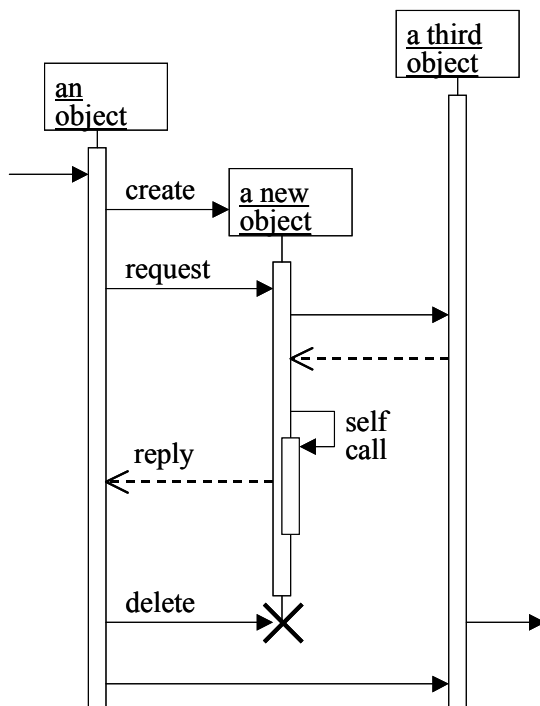 a third
object
an
object
create
a new
object
request
self
call
reply
delete